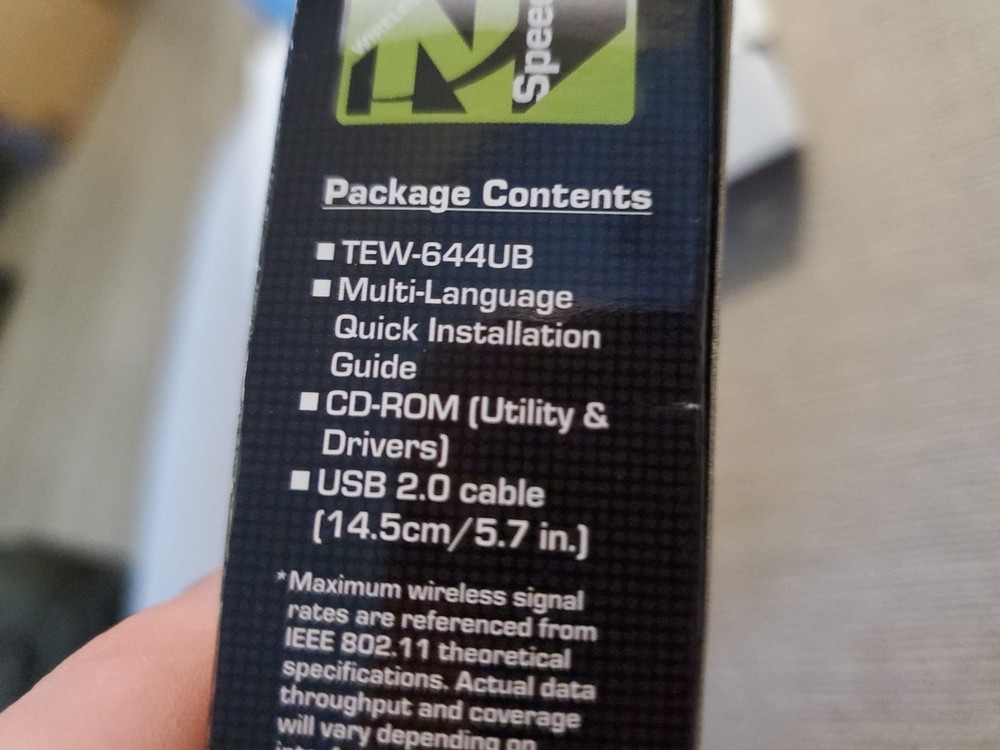 WIRELESS
N
Speed
Package Contents
■ TEW-644UB
■ Multi-Language
Quick Installation
Guide
■ CD-ROM (Utility &
Drivers)
■ USB 2.0 cable
(14.5cm/5.7 in.)
*Maximum wireless signal
rates are referenced from
IEEE 802.11 theoretical
specifications. Actual data
throughput and coverage
will vary depending on